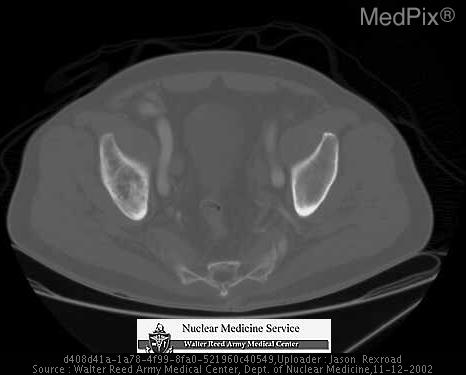 MedPix®
Nuclear Medicine Service
Walter Reed Army Medical Center
d408d41a-1a78-4f99-8fa0-521960c40549,Uploader: Jason Rexroad
Source : Walter Reed Army Medical Center, Dept. of Nuclear Medicine,11-12-2002